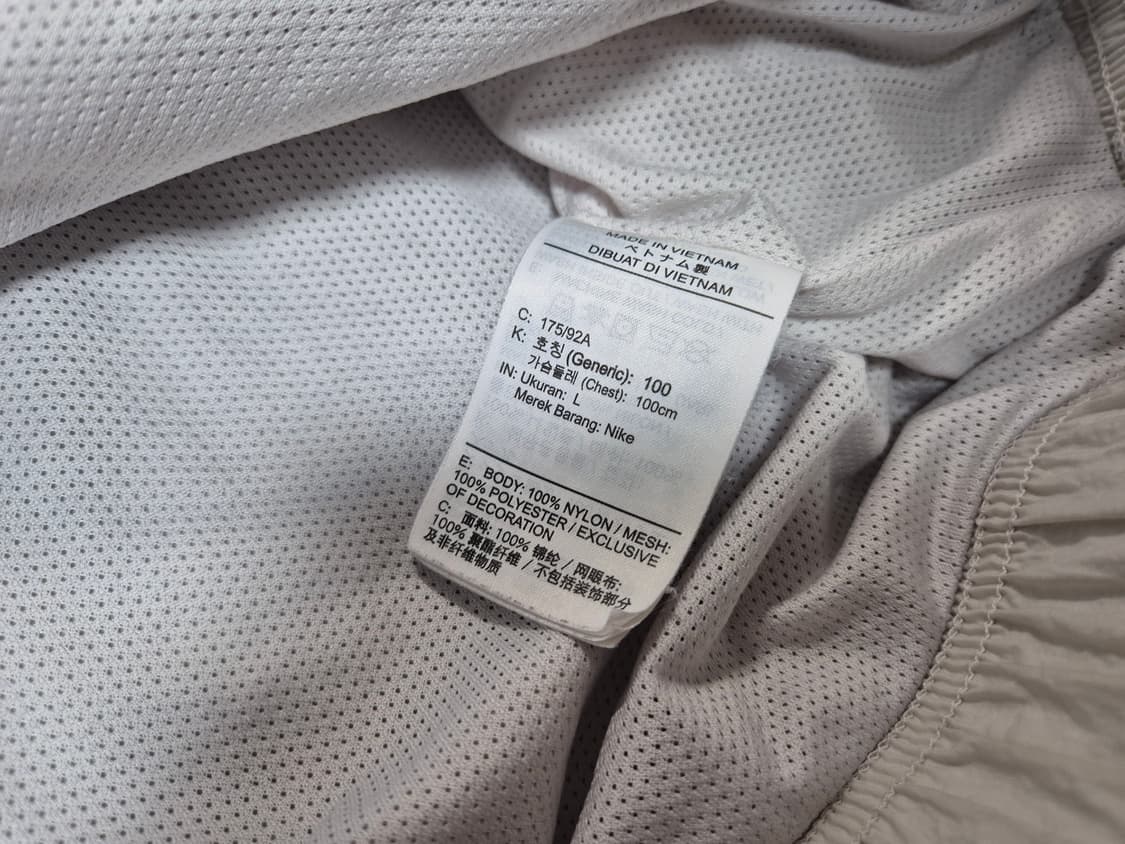 MADE IN VIETNAM
ベトナム製
DIBUAT DI VIETNAM
C: 175/92A
K: 호칭 (Generic): 100
가슴둘레 (Chest): 100cm
IN: Ukuran: L
Merek Barang: Nike
E: BODY: 100% NYLON / MESH:
100% POLYESTER / EXCLUSIVE
OF DECORATION
C: 面料: 100% 锦纶 / 网眼布:
100% 聚酯纤维 / 不包括装饰部分
及非纤维物质